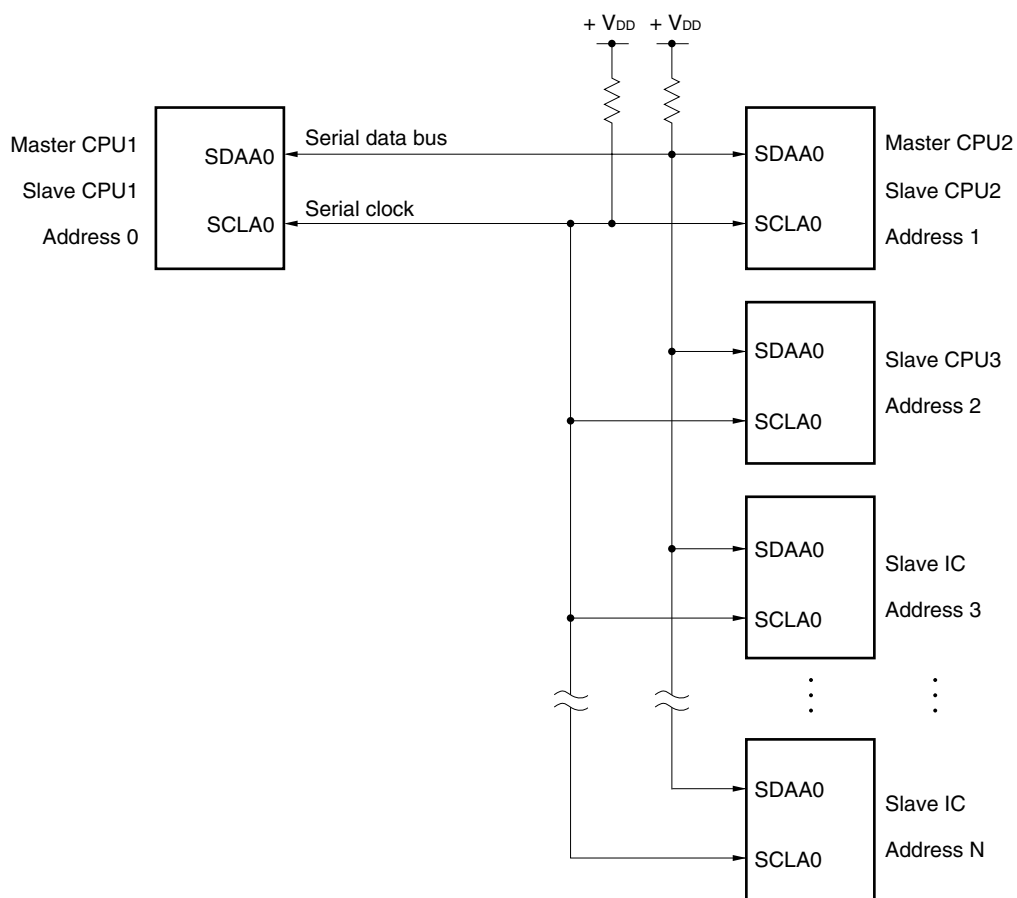 + VDD + VDD
Master CPU1
Slave CPU1
Address 0
SDAA0
SCLA0
Serial data bus
Serial clock
SDAA0
SCLA0
Master CPU2
Slave CPU2
Address 1
SDAA0
SCLA0
Slave CPU3
Address 2
SDAA0
SCLA0
Slave IC
Address 3
SDAA0
SCLA0
Slave IC
Address N